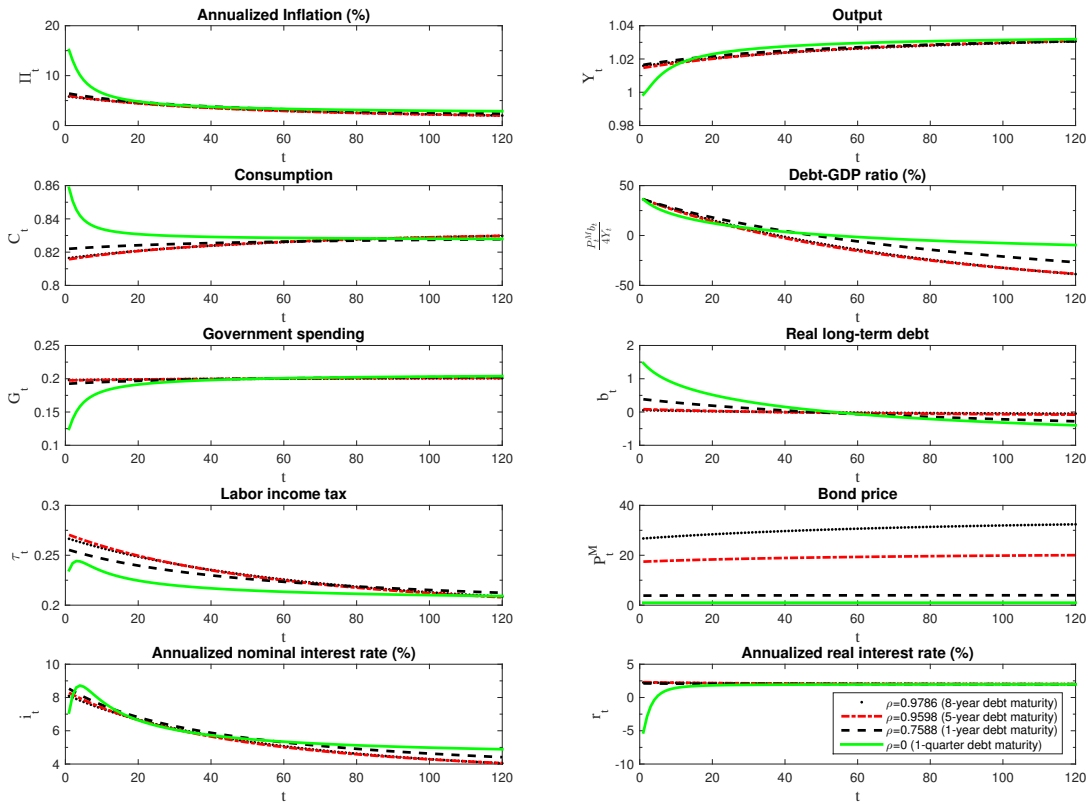 Annualized Inflation (%)
Π_t
20
15
10
5
0
0 20 40 60 80 100 120
t
Output
Y_t
1.04
1.02
1
0.98
0 20 40 60 80 100 120
t
Consumption
C_t
0.86
0.84
0.82
0.8
0 20 40 60 80 100 120
t
Debt-GDP ratio (%)
P_t^M b_t / 4Y_t
50
0
-50
0 20 40 60 80 100 120
t
Government spending
G
0.25
0.2
0.15
0.1
0 20 40 60 80 100 120
t
Real long-term debt
b_t
2
1
0
-1
0 20 40 60 80 100 120
t
Labor income tax
τ_t
0.3
0.25
0.2
0 20 40 60 80 100 120
t
Bond price
P_t^M
40
20
0
0 20 40 60 80 100 120
t
Annualized nominal interest rate (%)
i_t
10
8
6
4
0 20 40 60 80 100 120
t
Annualized real interest rate (%)
r_t
5
2
0
-5
-10
0 20 40 60 80 100 120
t
ρ=0.9786 (8-year debt maturity)
ρ=0.9598 (5-year debt maturity)
ρ=0.7588 (1-year debt maturity)
ρ=0 (1-quarter debt maturity)